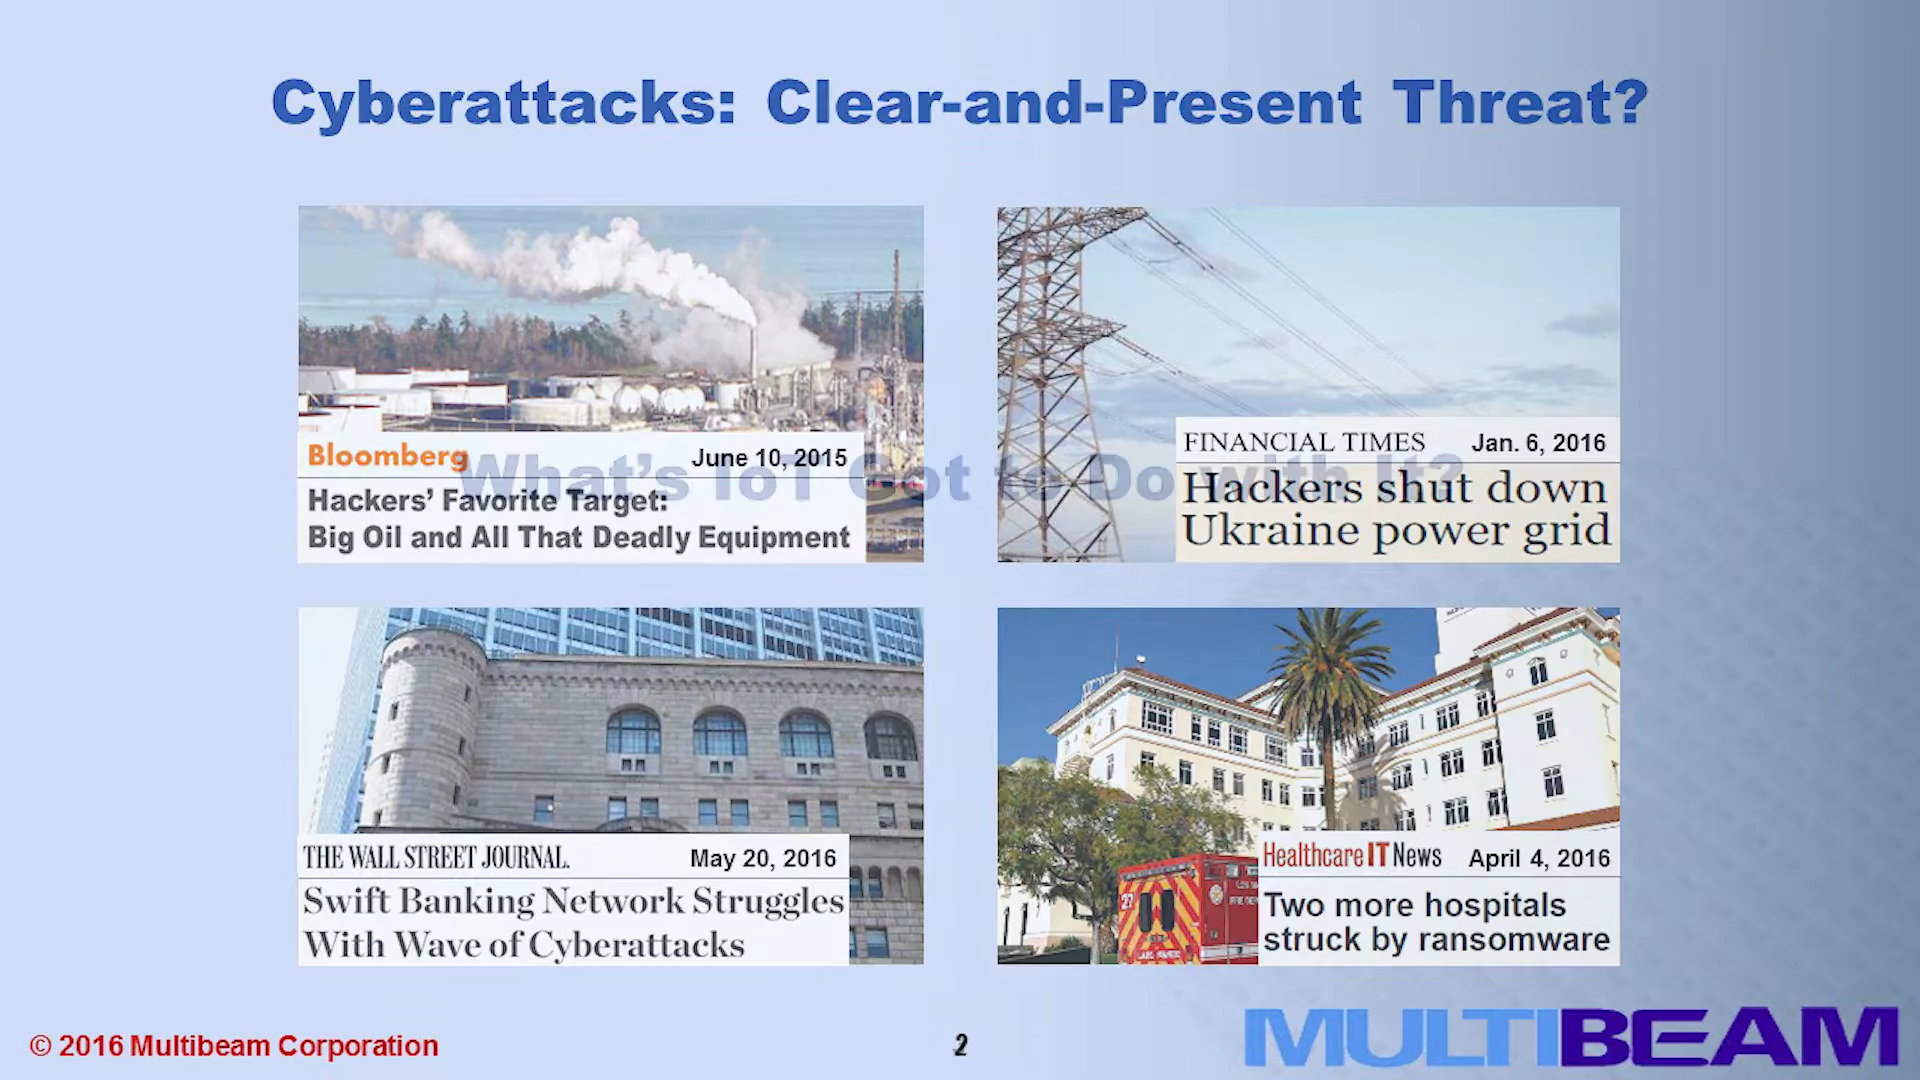 Cyberattacks: Clear-and-Present Threat?
Bloomberg June 10, 2015
Hackers' Favorite Target:
Big Oil and All That Deadly Equipment
FINANCIAL TIMES Jan. 6, 2016
Hackers shut down
Ukraine power grid
What's IoT Got to Do with It?
THE WALL STREET JOURNAL. May 20, 2016
Swift Banking Network Struggles
With Wave of Cyberattacks
27
Healthcare IT News April 4, 2016
Two more hospitals
struck by ransomware
© 2016 Multibeam Corporation
2
MULTIBEAM